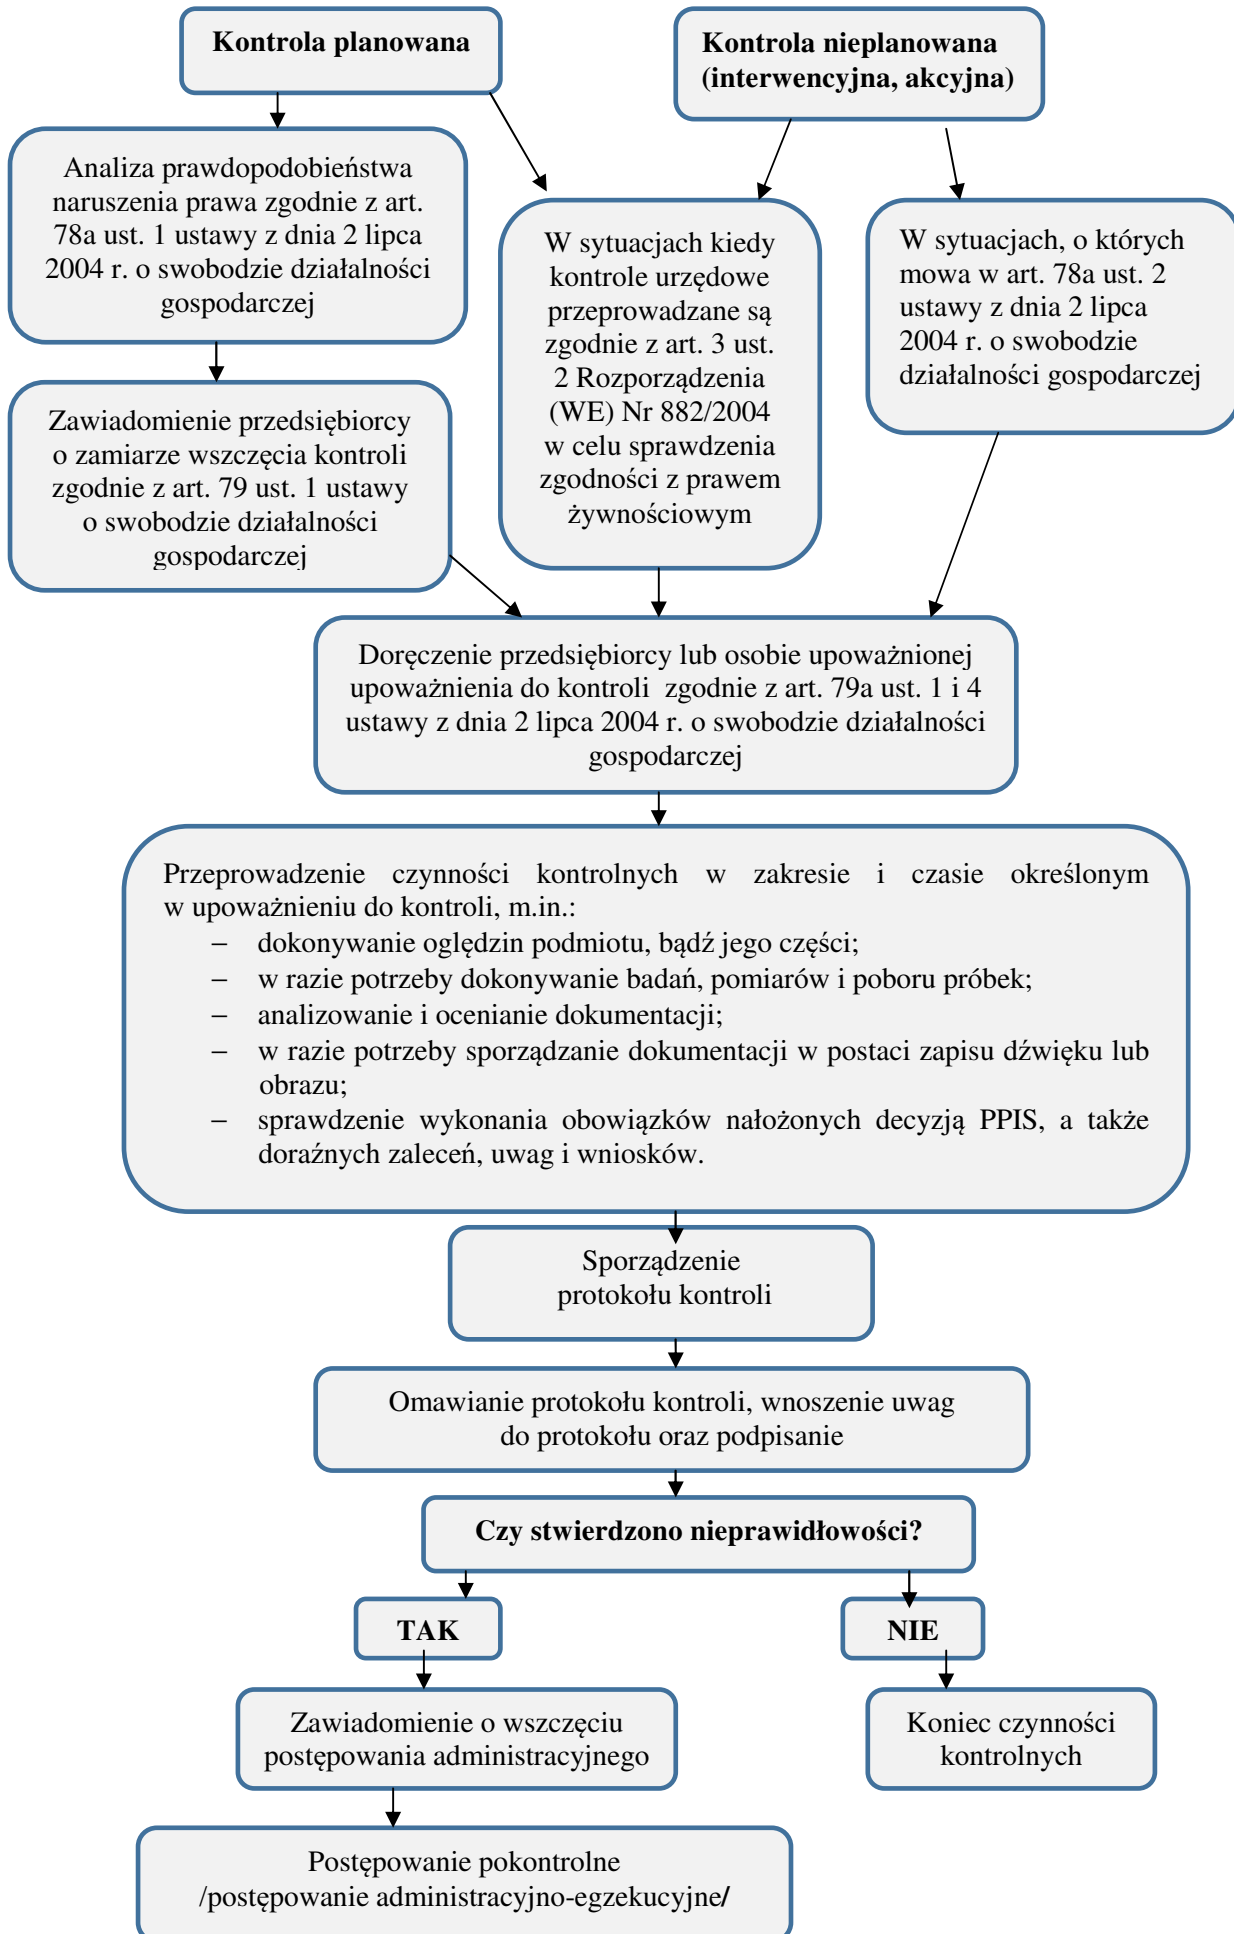 Kontrola planowana
Kontrola nieplanowana
(interwencyjna, akcyjna)
Analiza prawdopodobieństwa
naruszenia prawa zgodnie z art.
78a ust. 1 ustawy z dnia 2 lipca
2004 r. o swobodzie działalności
gospodarczej
W sytuacjach kiedy
kontrole urzędowe
przeprowadzane są
zgodnie z art. 3 ust.
2 Rozporządzenia
(WE) Nr 882/2004
w celu sprawdzenia
zgodności z prawem
żywnościowym
W sytuacjach, o których
mowa w art. 78a ust. 2
ustawy z dnia 2 lipca
2004 r. o swobodzie
działalności gospodarczej
Zawiadomienie przedsiębiorcy
o zamiarze wszczęcia kontroli
zgodnie z art. 79 ust. 1 ustawy
o swobodzie działalności
gospodarczej
Doręczenie przedsiębiorcy lub osobie upoważnionej
upoważnienia do kontroli zgodnie z art. 79a ust. 1 i 4
ustawy z dnia 2 lipca 2004 r. o swobodzie działalności
gospodarczej
Przeprowadzenie czynności kontrolnych w zakresie i czasie określonym
w upoważnieniu do kontroli, m.in.:
– dokonywanie oględzin podmiotu, bądź jego części;
– w razie potrzeby dokonywanie badań, pomiarów i poboru próbek;
– analizowanie i ocenianie dokumentacji;
– w razie potrzeby sporządzanie dokumentacji w postaci zapisu dźwięku lub
obrazu;
– sprawdzenie wykonania obowiązków nałożonych decyzją PPIS, a także
doraźnych zaleceń, uwag i wniosków.
Sporządzenie
protokołu kontroli
Omawianie protokołu kontroli, wnoszenie uwag
do protokołu oraz podpisanie
Czy stwierdzono nieprawidłowości?
TAK
NIE
Zawiadomienie o wszczęciu
postępowania administracyjnego
Koniec czynności
kontrolnych
Postępowanie pokontrolne
/postępowanie administracyjno-egzekucyjne/